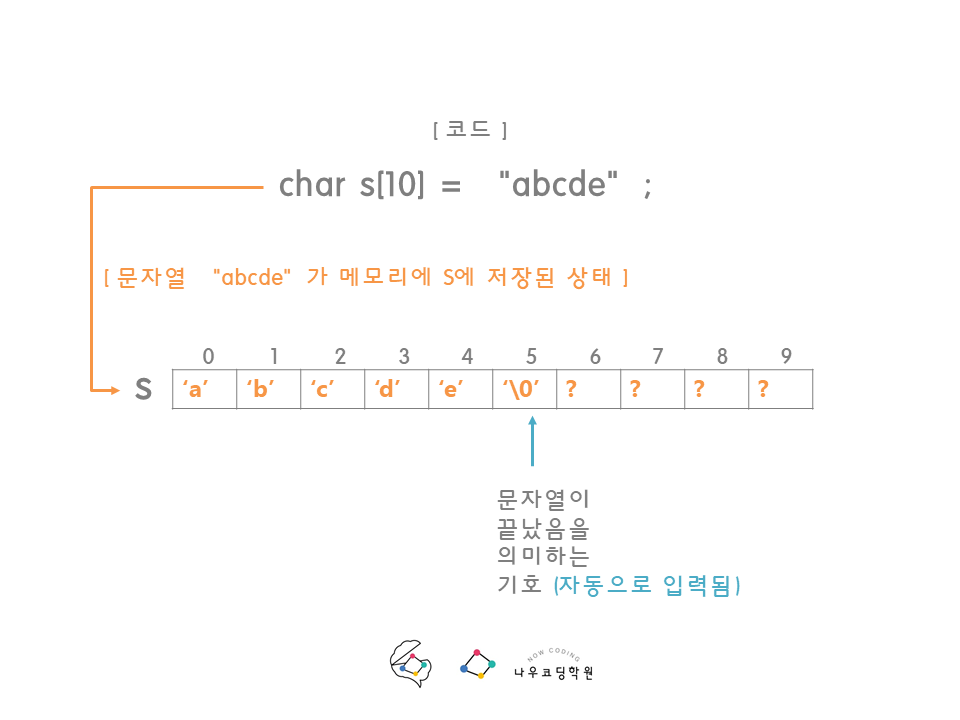 [ 코드 ]
char s[10] = "abcde" ;
[ 문자열 "abcde" 가 메모리에 S에 저장된 상태 ]
0 1 2 3 4 5 6 7 8 9
S ‘a’ ‘b’ ‘c’ ‘d’ ‘e’ ‘\0’ ? ? ? ?
문자열이
끝났음을
의미하는
기호 (자동으로 입력됨)
NOW CODING
나우코딩학원